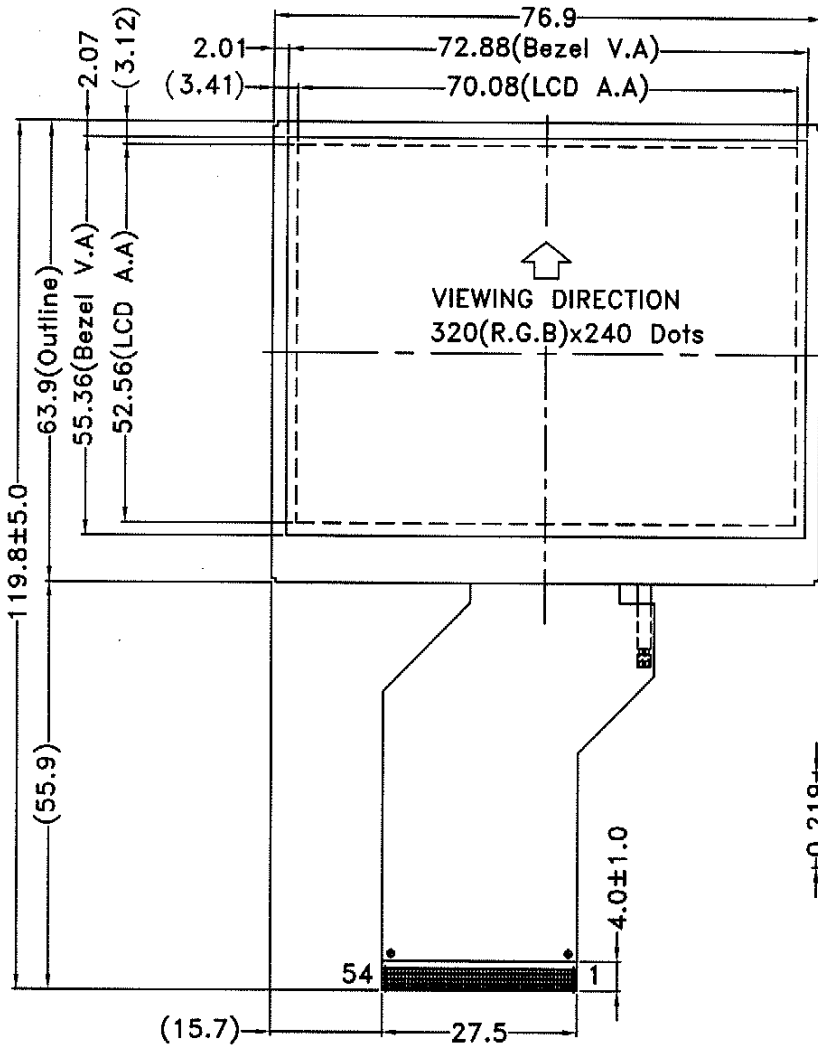 76.9
2.01
72.88(Bezel V.A)
(3.41)
70.08(LCD A.A)
2.07
(3.12)
119.8±5.0
63.9(Outline)
55.36(Bezel V.A)
52.56(LCD A.A)
VIEWING DIRECTION
320(R.G.B)x240 Dots
(55.9)
4.0±1.0
54
1
(15.7)
27.5